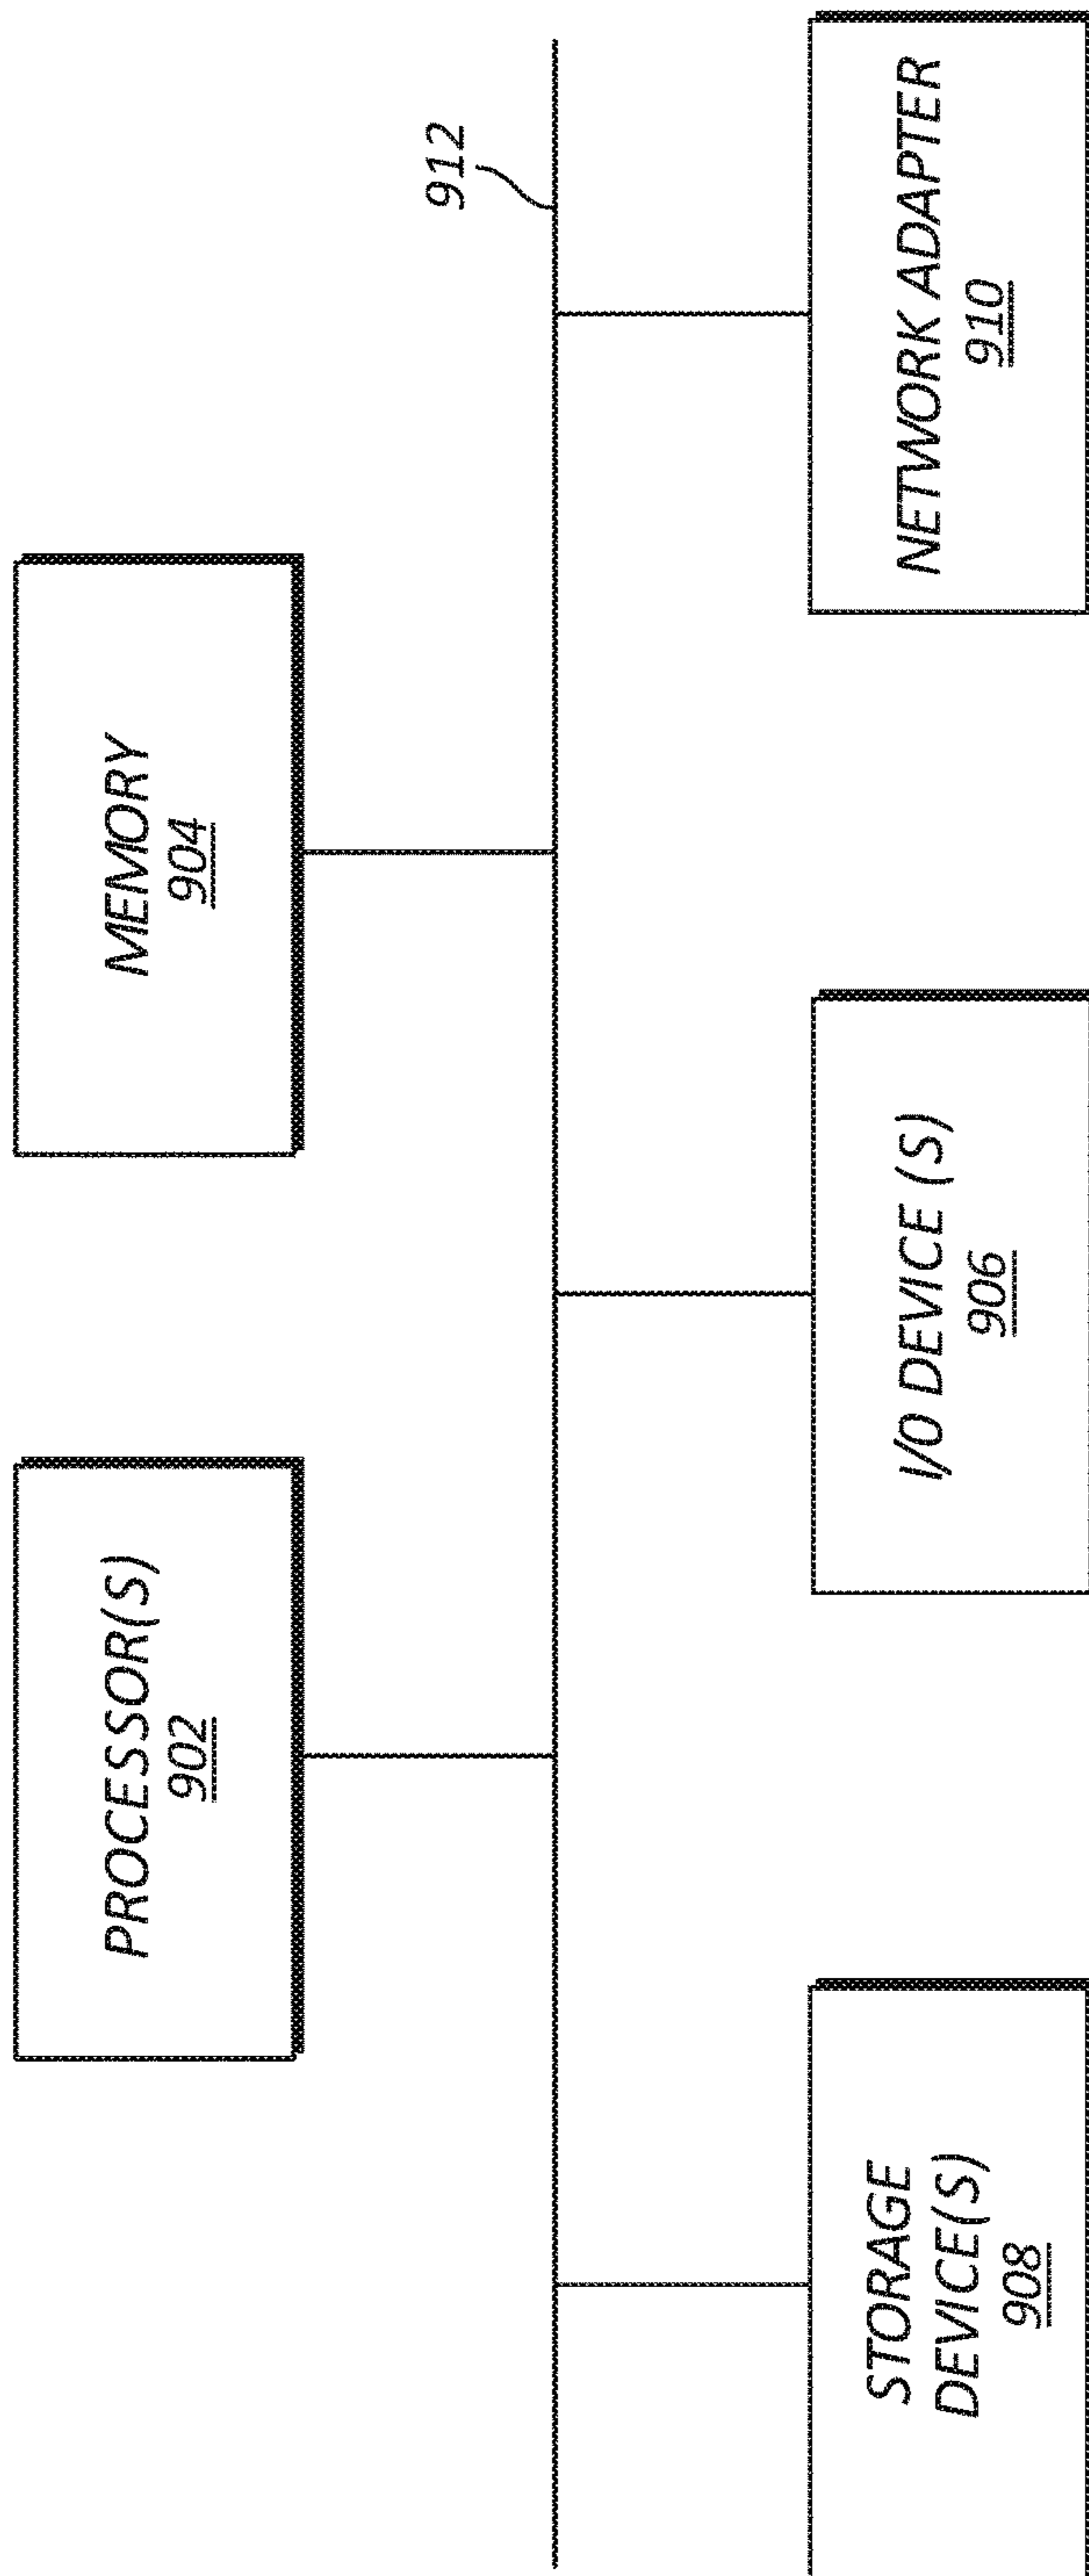 PROCESSOR(S)
902
MEMORY
904
912
STORAGE
DEVICE(S)
908
I/O DEVICE (S)
906
NETWORK ADAPTER
910